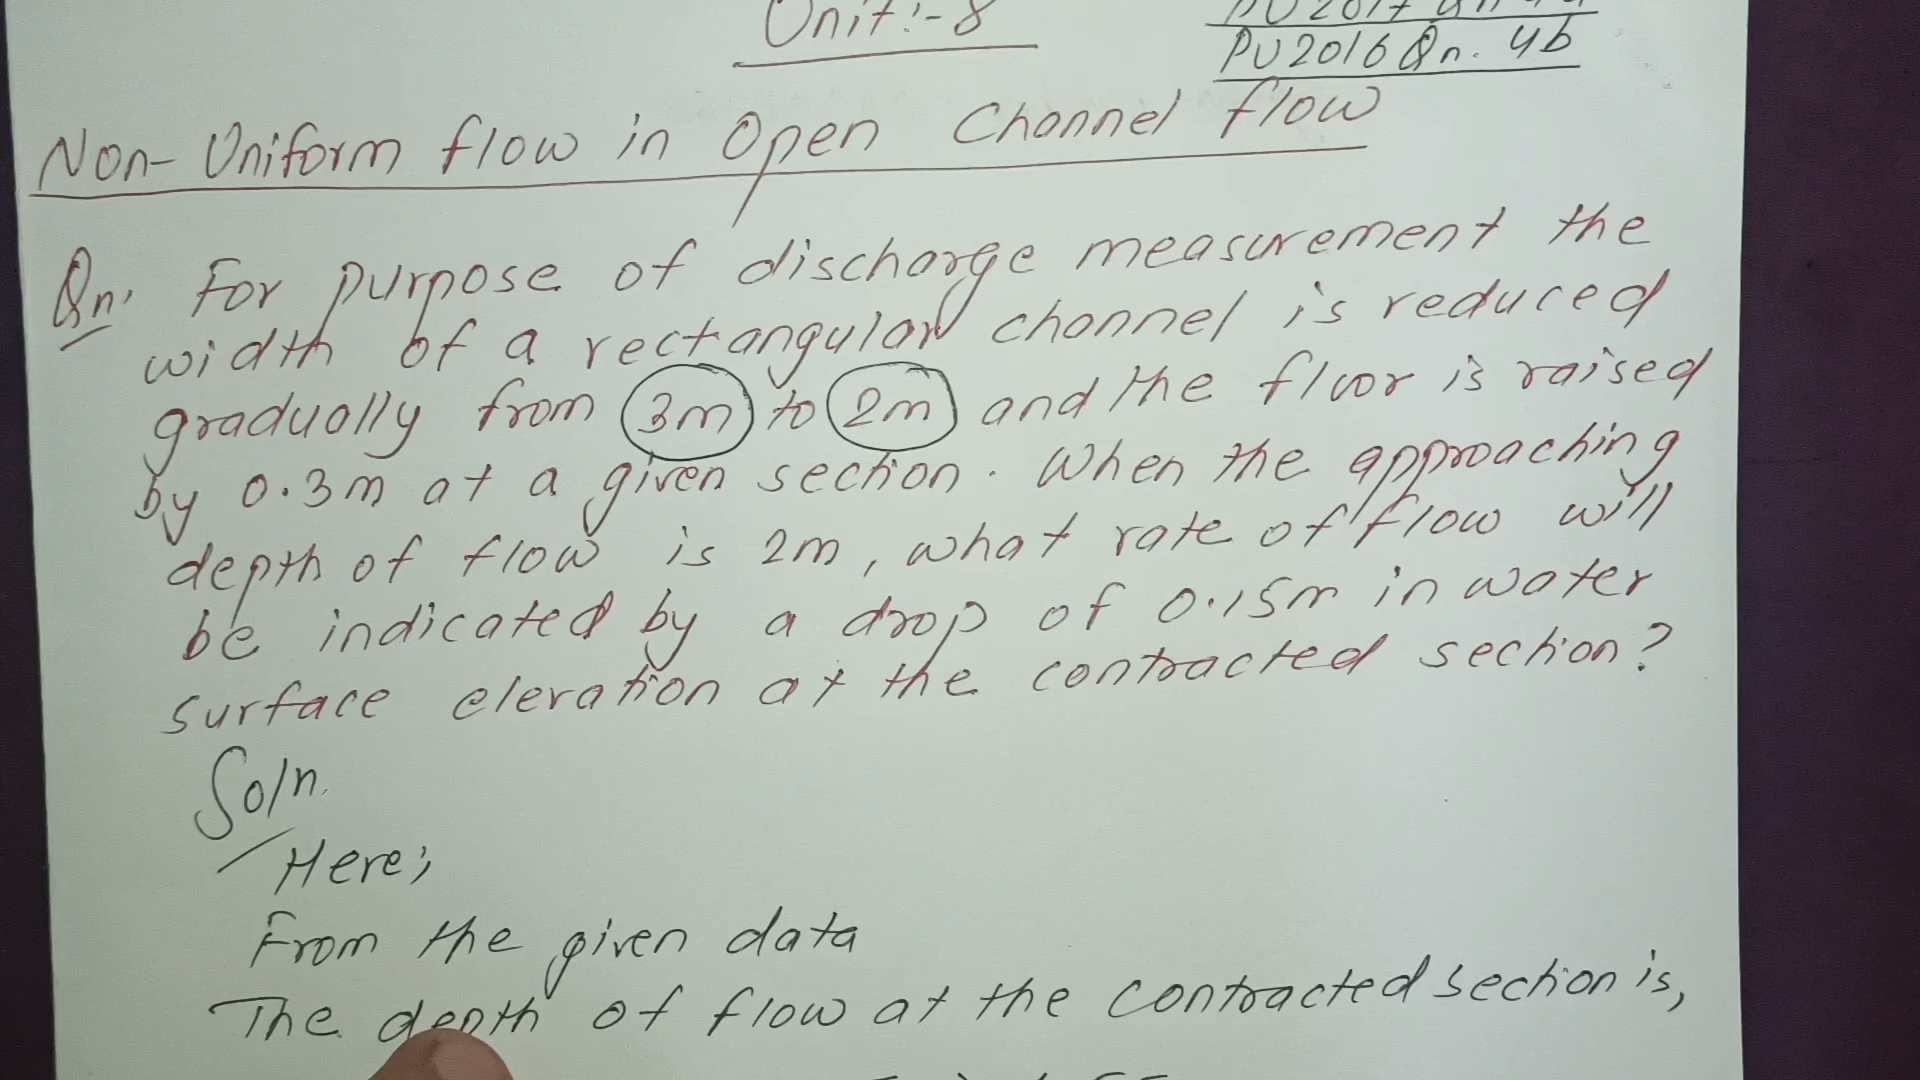 Unit:-8
PU2016 Qn. 4b
Non-Uniform flow in Open Channel flow
Qn. For purpose of discharge measurement the
width of a rectangular channel is reduced
gradually from 3m to 2m and the floor is raised
by 0.3m at a given section. When the approaching
depth of flow is 2m, what rate of flow will
be indicated by a drop of 0.15m in water
surface elevation at the contracted section?
Soln.
Here;
From the given data
The depth of flow at the contracted section is,